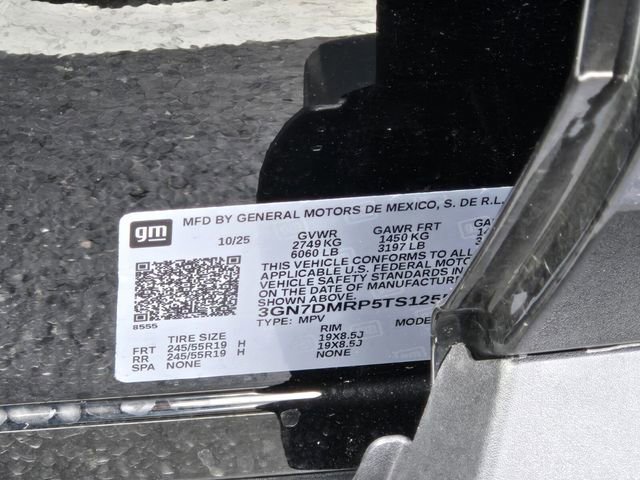 gm
MFD BY GENERAL MOTORS DE MEXICO, S. DE R.L.
10/25 GVWR GAWR FRT
2749 KG 1450 KG
6060 LB 3197 LB
THIS VEHICLE CONFORMS TO ALL
APPLICABLE U.S. FEDERAL
VEHICLE SAFETY STANDARDS IN
ON THE DATE OF MANUFACTURE
SHOWN ABOVE.
3GN7DMRP5TS125
TYPE: MPV
8555
TIRE SIZE RIM
FRT 245/55R19 H 19X8.5J
RR 245/55R19 H 19X8.5J
SPA NONE NONE